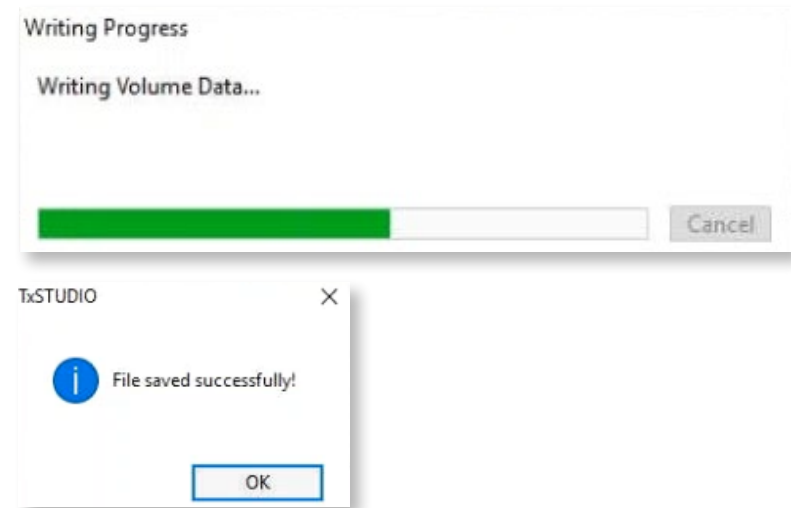 Writing Progress
Writing Volume Data...
Cancel
TxSTUDIO
File saved successfully!
OK